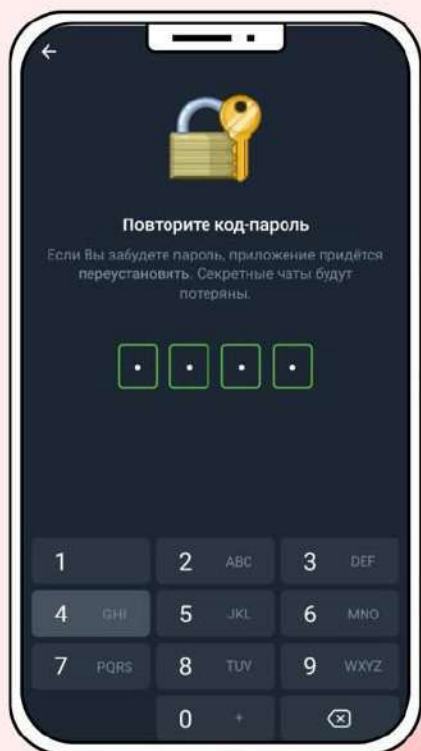 Повторите код-пароль
Если Вы забудете пароль, приложение придётся
переустановить. Секретные чаты будут
потеряны.
1
2 ABC
3 DEF
4 GHI
5 JKL
6 MNO
7 PQRS
8 TUV
9 WXYZ
0 +